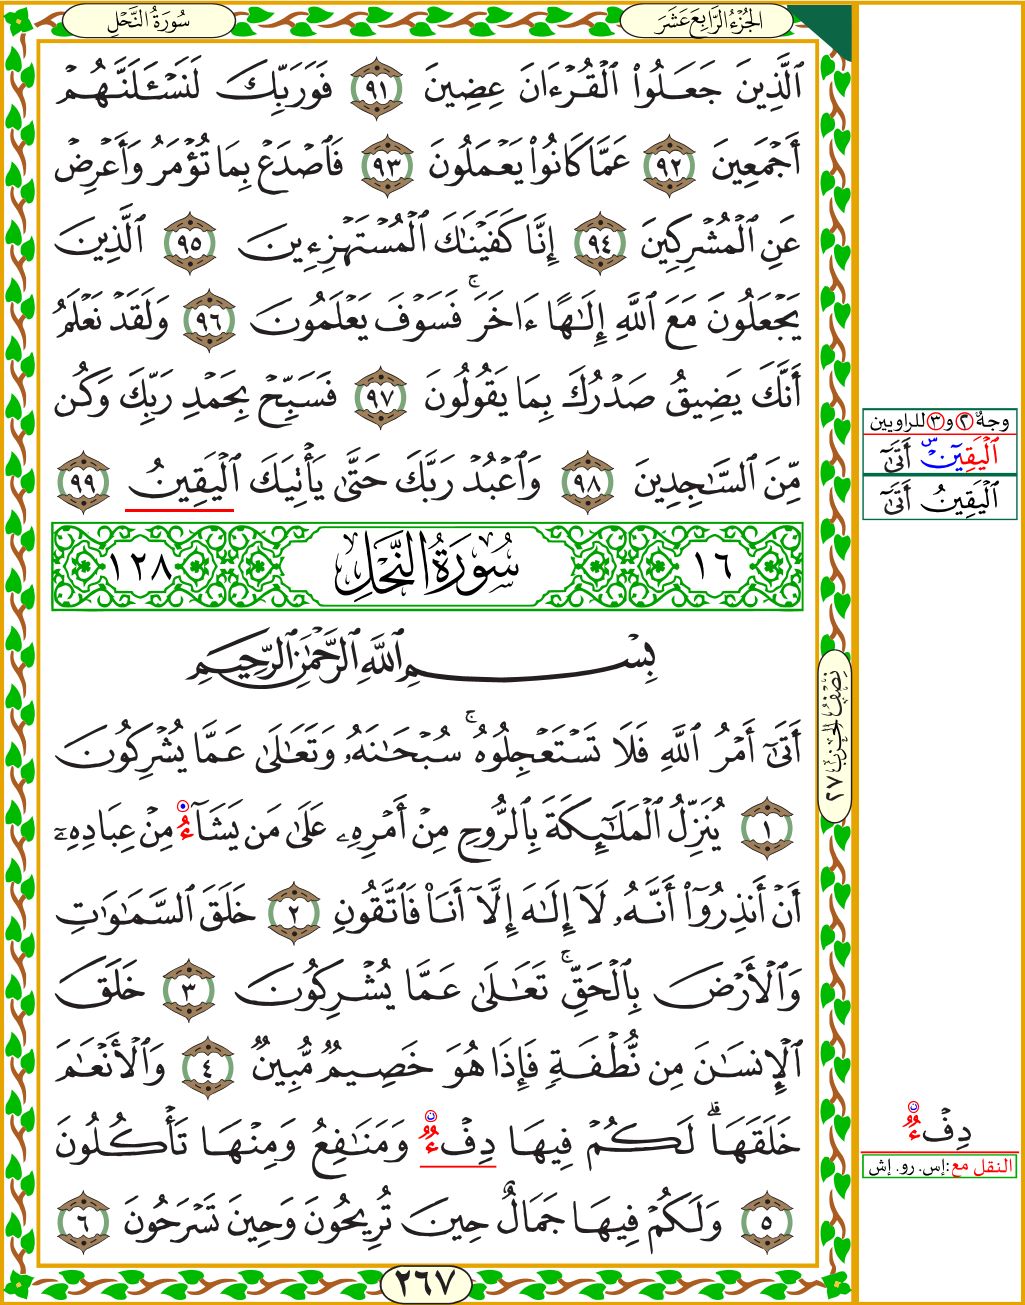 الجُزْءُ الرَّابِعَ عَشَرَ
سُورَةُ النَّحْلِ
ٱلَّذِينَ جَعَلُوا۟ ٱلْقُرْءَانَ عِضِينَ ٩١ فَوَرَبِّكَ لَنَسْـَٔلَنَّهُمْ
أَجْمَعِينَ ٩٢ عَمَّا كَانُوا۟ يَعْمَلُونَ ٩٣ فَٱصْدَعْ بِمَا تُؤْمَرُ وَأَعْرِضْ
عَنِ ٱلْمُشْرِكِينَ ٩٤ إِنَّا كَفَيْنَـٰكَ ٱلْمُسْتَهْزِءِينَ ٩٥ ٱلَّذِينَ
يَجْعَلُونَ مَعَ ٱللَّهِ إِلَـٰهًا ءَاخَرَ ۚ فَسَوْفَ يَعْلَمُونَ ٩٦ وَلَقَدْ نَعْلَمُ
أَنَّكَ يَضِيقُ صَدْرُكَ بِمَا يَقُولُونَ ٩٧ فَسَبِّحْ بِحَمْدِ رَبِّكَ وَكُن
مِّنَ ٱلسَّـٰجِدِينَ ٩٨ وَٱعْبُدْ رَبَّكَ حَتَّىٰ يَأْتِيَكَ ٱلْيَقِينُ ٩٩
١٦ سُورَةُ النَّحْلِ ١٢٨
بِسْمِ ٱللَّهِ ٱلرَّحْمَـٰنِ ٱلرَّحِيمِ
أَتَىٰٓ أَمْرُ ٱللَّهِ فَلَا تَسْتَعْجِلُوهُ ۚ سُبْحَـٰنَهُۥ وَتَعَـٰلَىٰ عَمَّا يُشْرِكُونَ
١ يُنَزِّلُ ٱلْمَلَـٰٓئِكَةَ بِٱلرُّوحِ مِنْ أَمْرِهِۦ عَلَىٰ مَن يَشَآءُ مِنْ عِبَادِهِۦٓ
أَنْ أَنذِرُوٓا۟ أَنَّهُۥ لَآ إِلَـٰهَ إِلَّآ أَنَا۠ فَٱتَّقُونِ ٢ خَلَقَ ٱلسَّمَـٰوَٰتِ
وَٱلْأَرْضَ بِٱلْحَقِّ ۚ تَعَـٰلَىٰ عَمَّا يُشْرِكُونَ ٣ خَلَقَ
ٱلْإِنسَـٰنَ مِن نُّطْفَةٍ فَإِذَا هُوَ خَصِيمٌ مُّبِينٌ ٤ وَٱلْأَنْعَـٰمَ
خَلَقَهَا ۗ لَكُمْ فِيهَا دِفْءٌ وَمَنَـٰفِعُ وَمِنْهَا تَأْكُلُونَ
٥ وَلَكُمْ فِيهَا جَمَالٌ حِينَ تُرِيحُونَ وَحِينَ تَسْرَحُونَ ٦
٢٦٧
نِصْفُ الحِزْبِ ٢٧
وجهٌ ٢ و ٣ للراويين
ٱلْيَقِينُ ۜ أَتَىٰٓ
ٱلْيَقِينُ أَتَىٰٓ
دِفْءٌ
النقل مع: إس. رو. إش